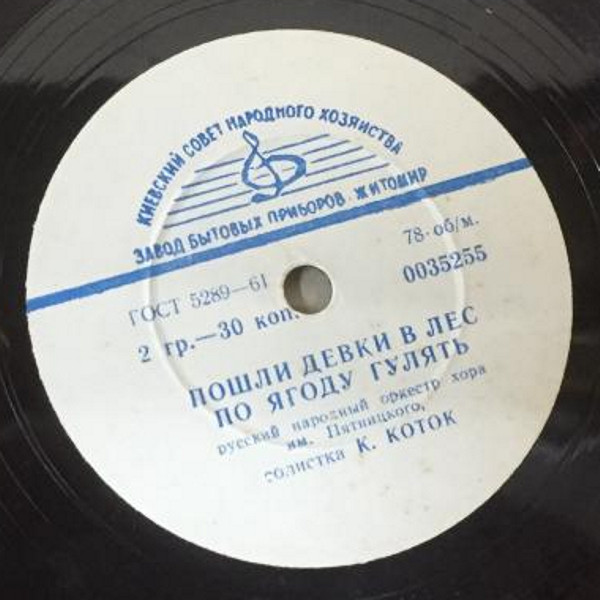 КИЕВСКИЙ СОВЕТ НАРОДНОГО ХОЗЯЙСТВА
ЗАВОД БЫТОВЫХ ПРИБОРОВ. ЖИТОМИР
ГОСТ 5289—61
78·об/м.
2 гр.—30 коп.
0035255
ПОШЛИ ДЕВКИ В ЛЕС
ПО ЯГОДУ ГУЛЯТЬ
русский народный оркестр хора
им. Пятницкого,
солистка К. КОТОК